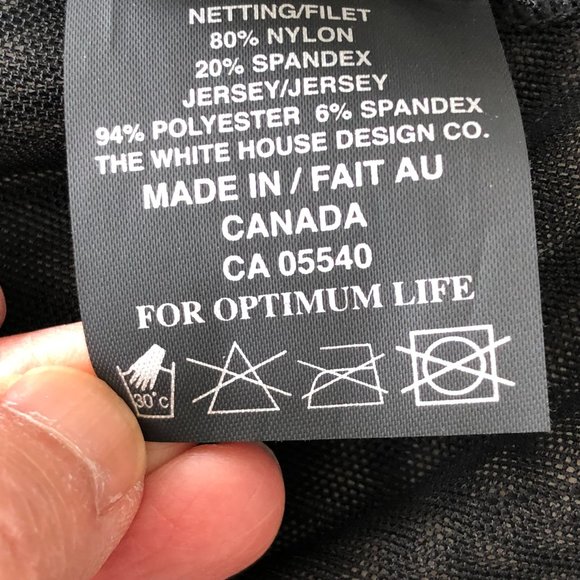 NETTING/FILET
80% NYLON
20% SPANDEX
JERSEY/JERSEY
94% POLYESTER 6% SPANDEX
THE WHITE HOUSE DESIGN CO.
MADE IN / FAIT AU
CANADA
CA 05540
FOR OPTIMUM LIFE
30°C